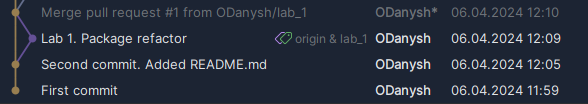 Merge pull request #1 from ODanysh/lab_1 ODanysh* 06.04.2024 12:10
Lab 1. Package refactor origin & lab_1 ODanysh 06.04.2024 12:09
Second commit. Added README.md ODanysh 06.04.2024 12:05
First commit ODanysh 06.04.2024 11:59